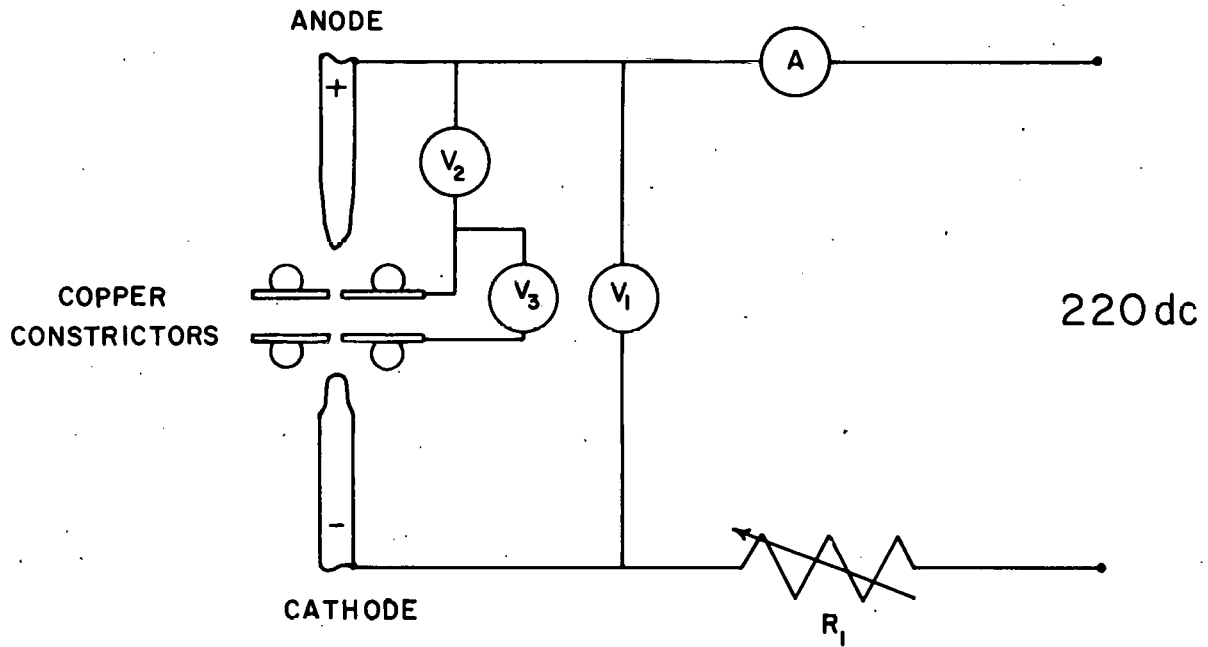 ANODE
+
A
V2
COPPER
CONSTRICTORS
V3
V1
220 dc
-
CATHODE
R1